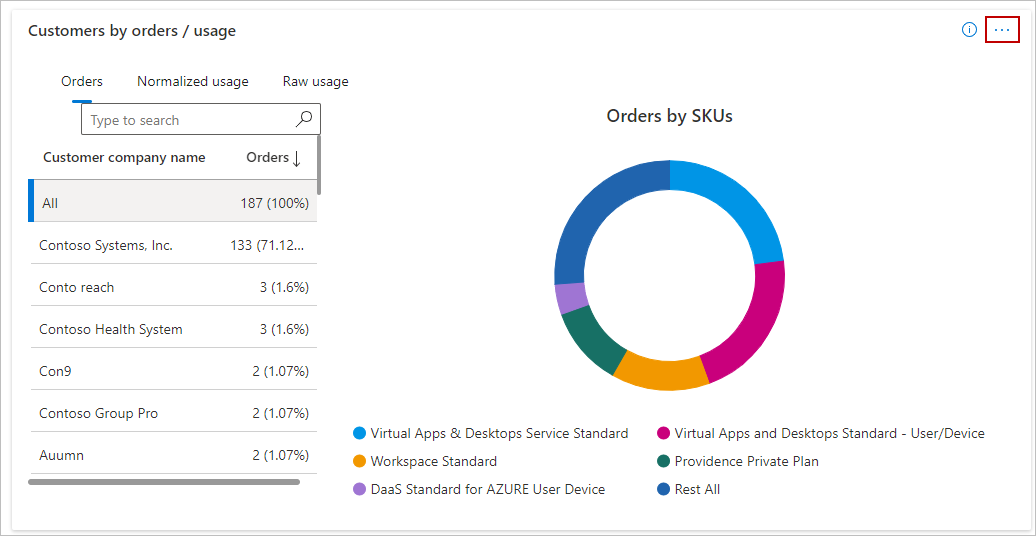 Customers by orders / usage
Orders Normalized usage Raw usage
Type to search
Customer company name Orders ↓
All 187 (100%)
Contoso Systems, Inc. 133 (71.12...
Conto reach 3 (1.6%)
Contoso Health System 3 (1.6%)
Con9 2 (1.07%)
Contoso Group Pro 2 (1.07%)
Auumn 2 (1.07%)
Orders by SKUs
Virtual Apps & Desktops Service Standard Virtual Apps and Desktops Standard - User/Device
Workspace Standard Providence Private Plan
DaaS Standard for AZURE User Device Rest All